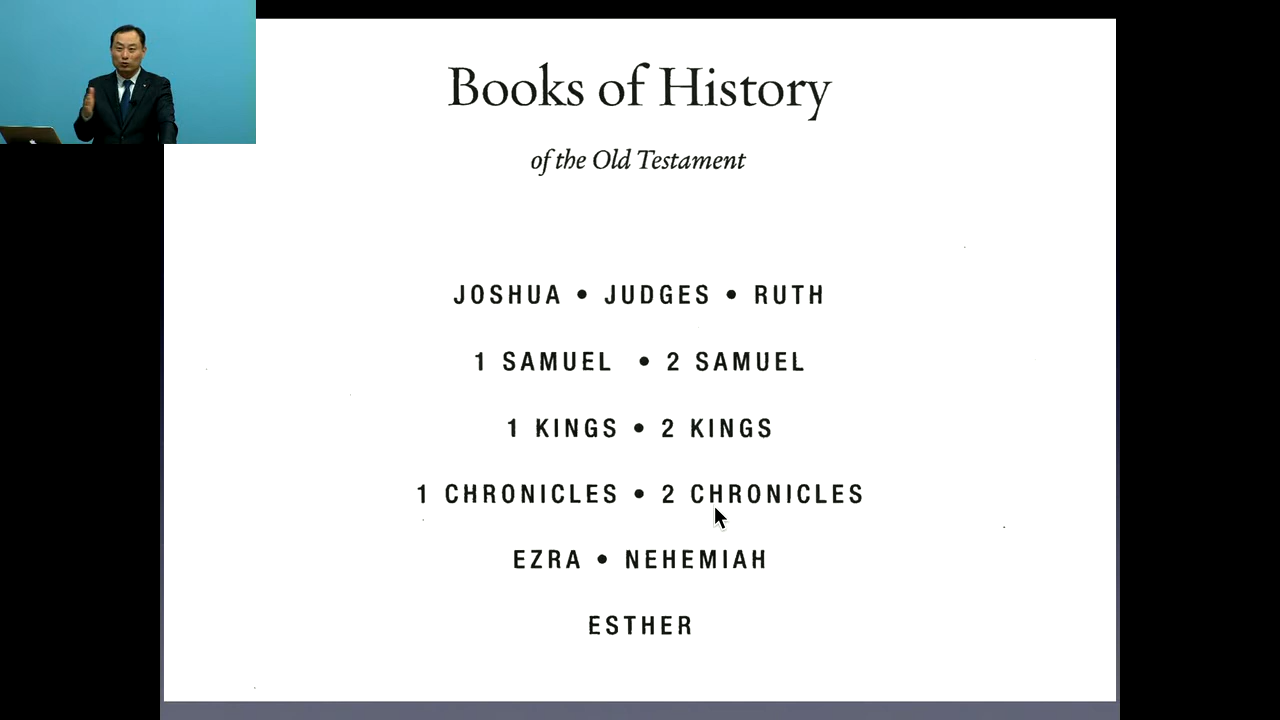 Books of History
of the Old Testament
JOSHUA • JUDGES • RUTH
1 SAMUEL • 2 SAMUEL
1 KINGS • 2 KINGS
1 CHRONICLES • 2 CHRONICLES
EZRA • NEHEMIAH
ESTHER